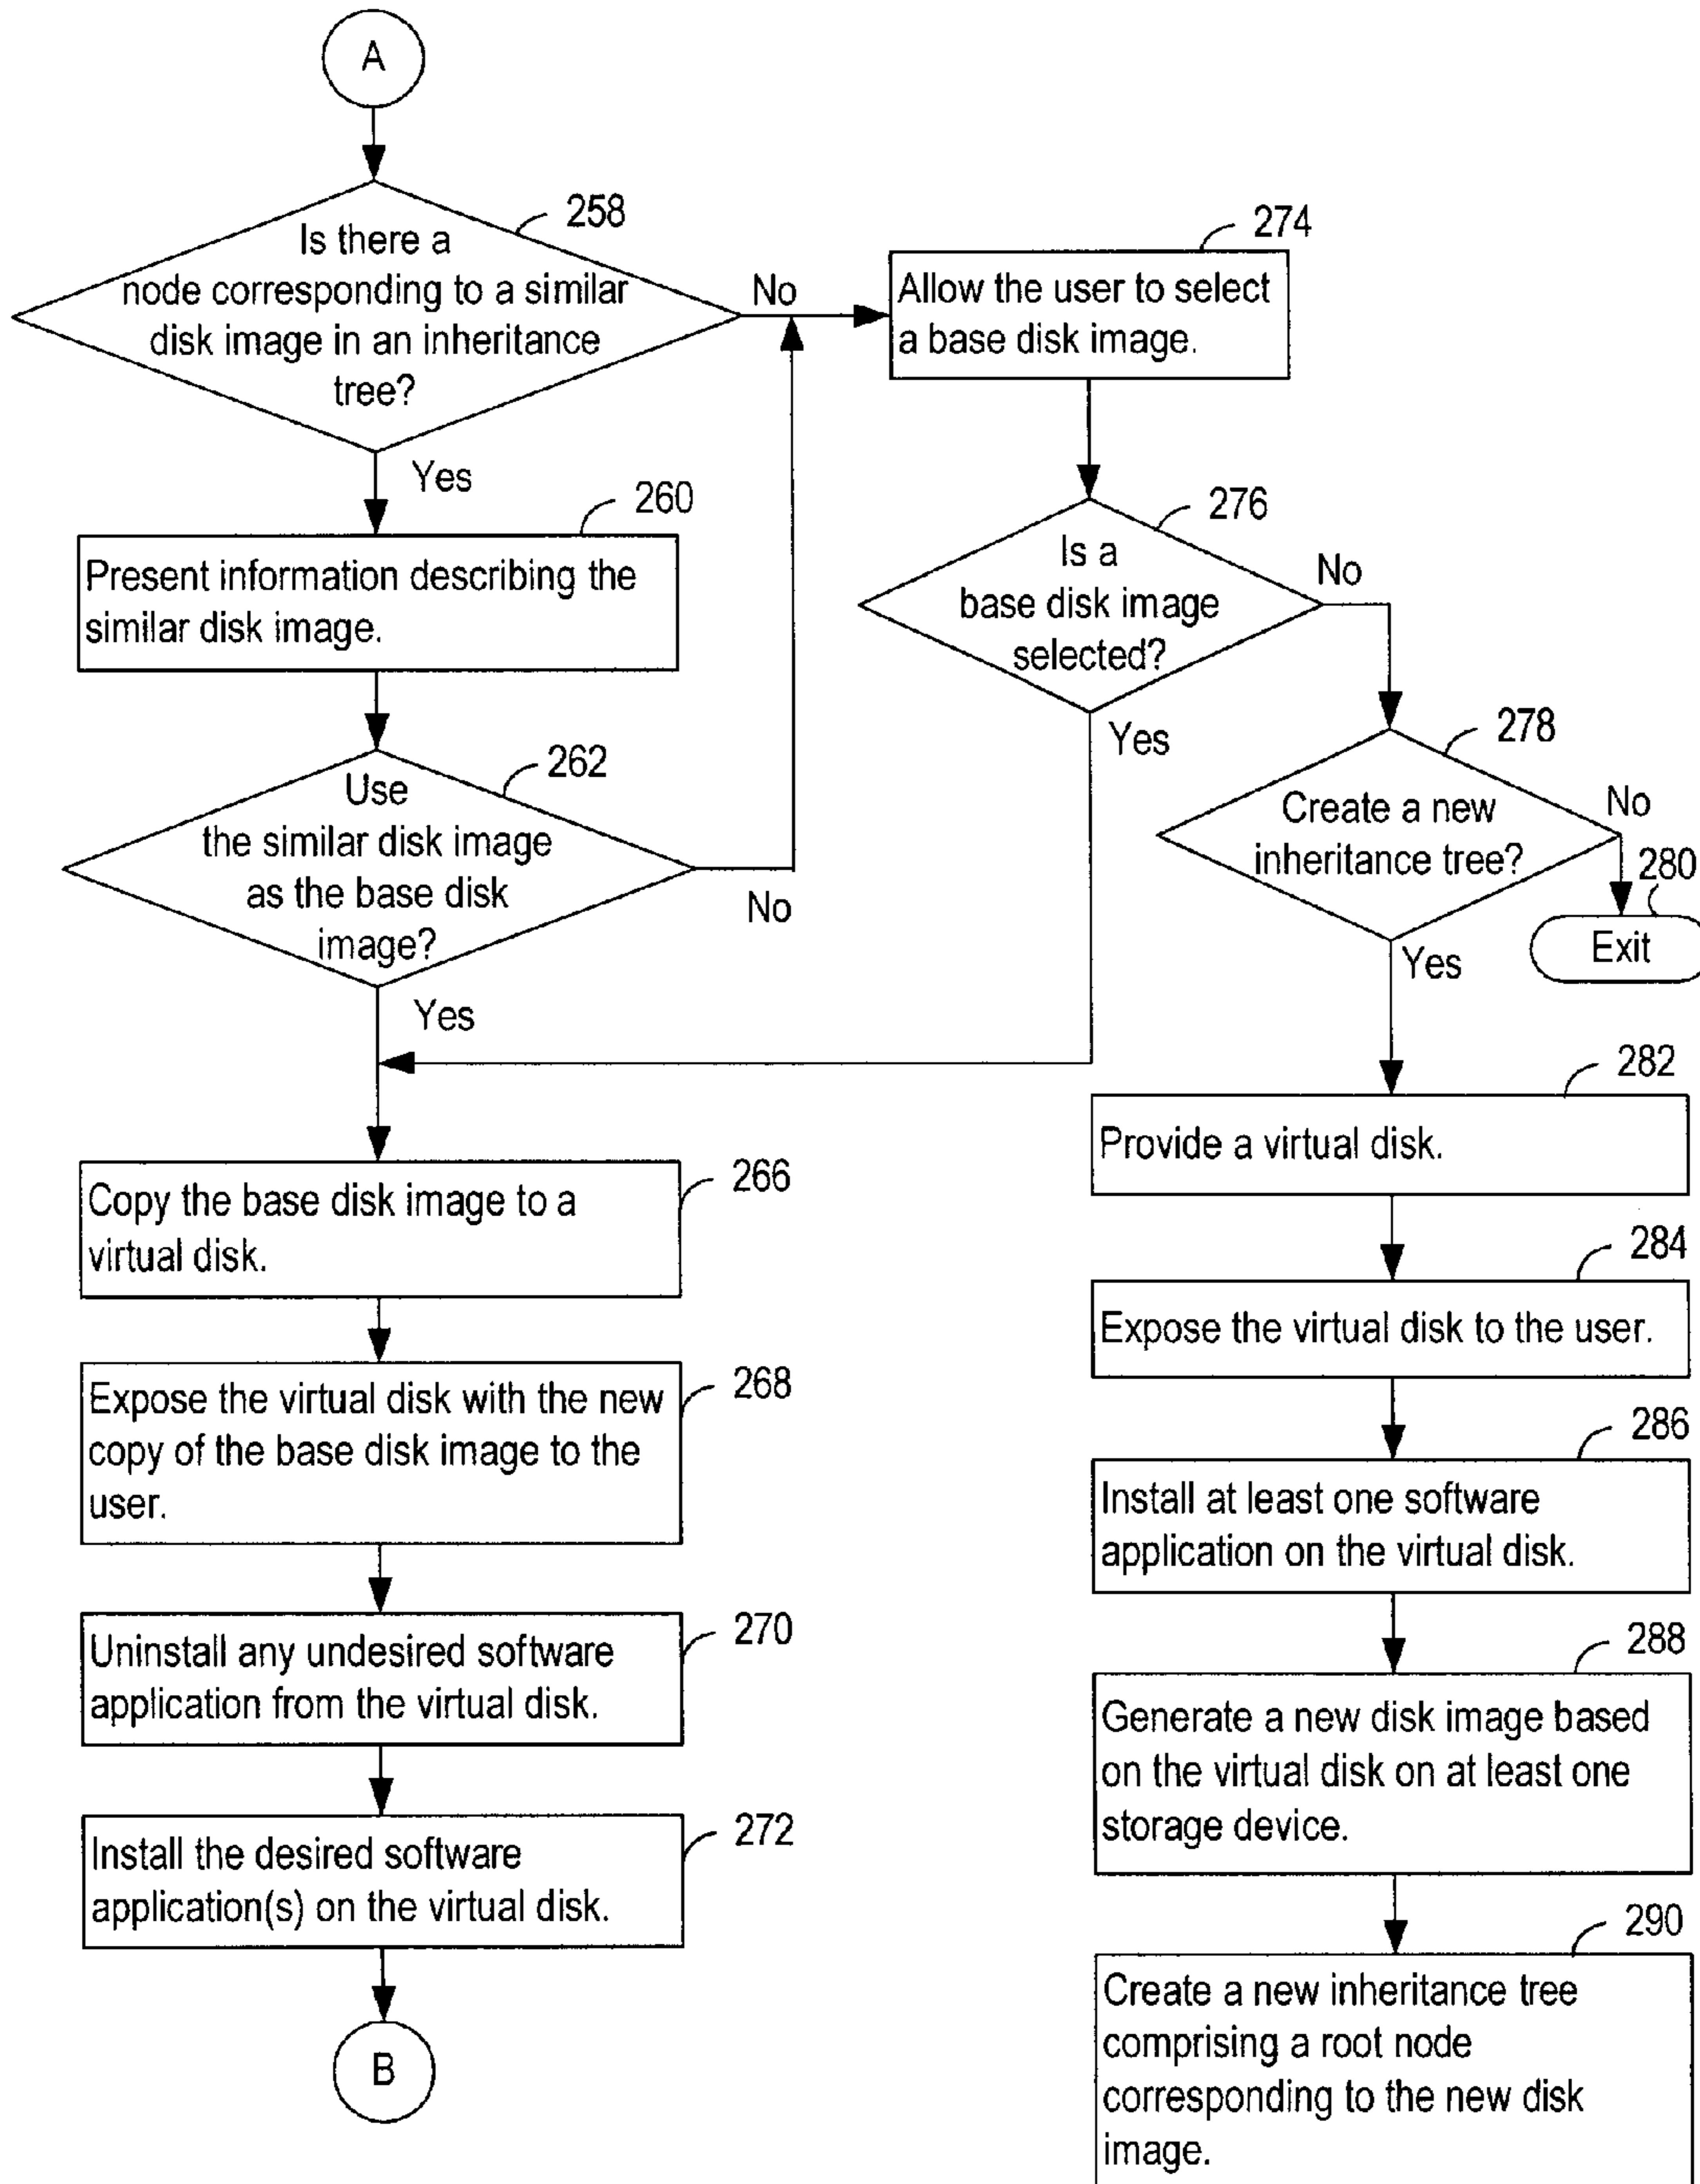 A
258
Is there a
node corresponding to a similar
disk image in an inheritance
tree?
No
Yes
260
Present information describing the
similar disk image.
262
Use
the similar disk image
as the base disk
image?
No
Yes
266
Copy the base disk image to a
virtual disk.
268
Expose the virtual disk with the new
copy of the base disk image to the
user.
270
Uninstall any undesired software
application from the virtual disk.
272
Install the desired software
application(s) on the virtual disk.
B
274
Allow the user to select
a base disk image.
276
Is a
base disk image
selected?
No
Yes
278
Create a new
inheritance tree?
No
280
Exit
Yes
282
Provide a virtual disk.
284
Expose the virtual disk to the user.
286
Install at least one software
application on the virtual disk.
288
Generate a new disk image based
on the virtual disk on at least one
storage device.
290
Create a new inheritance tree
comprising a root node
corresponding to the new disk
image.